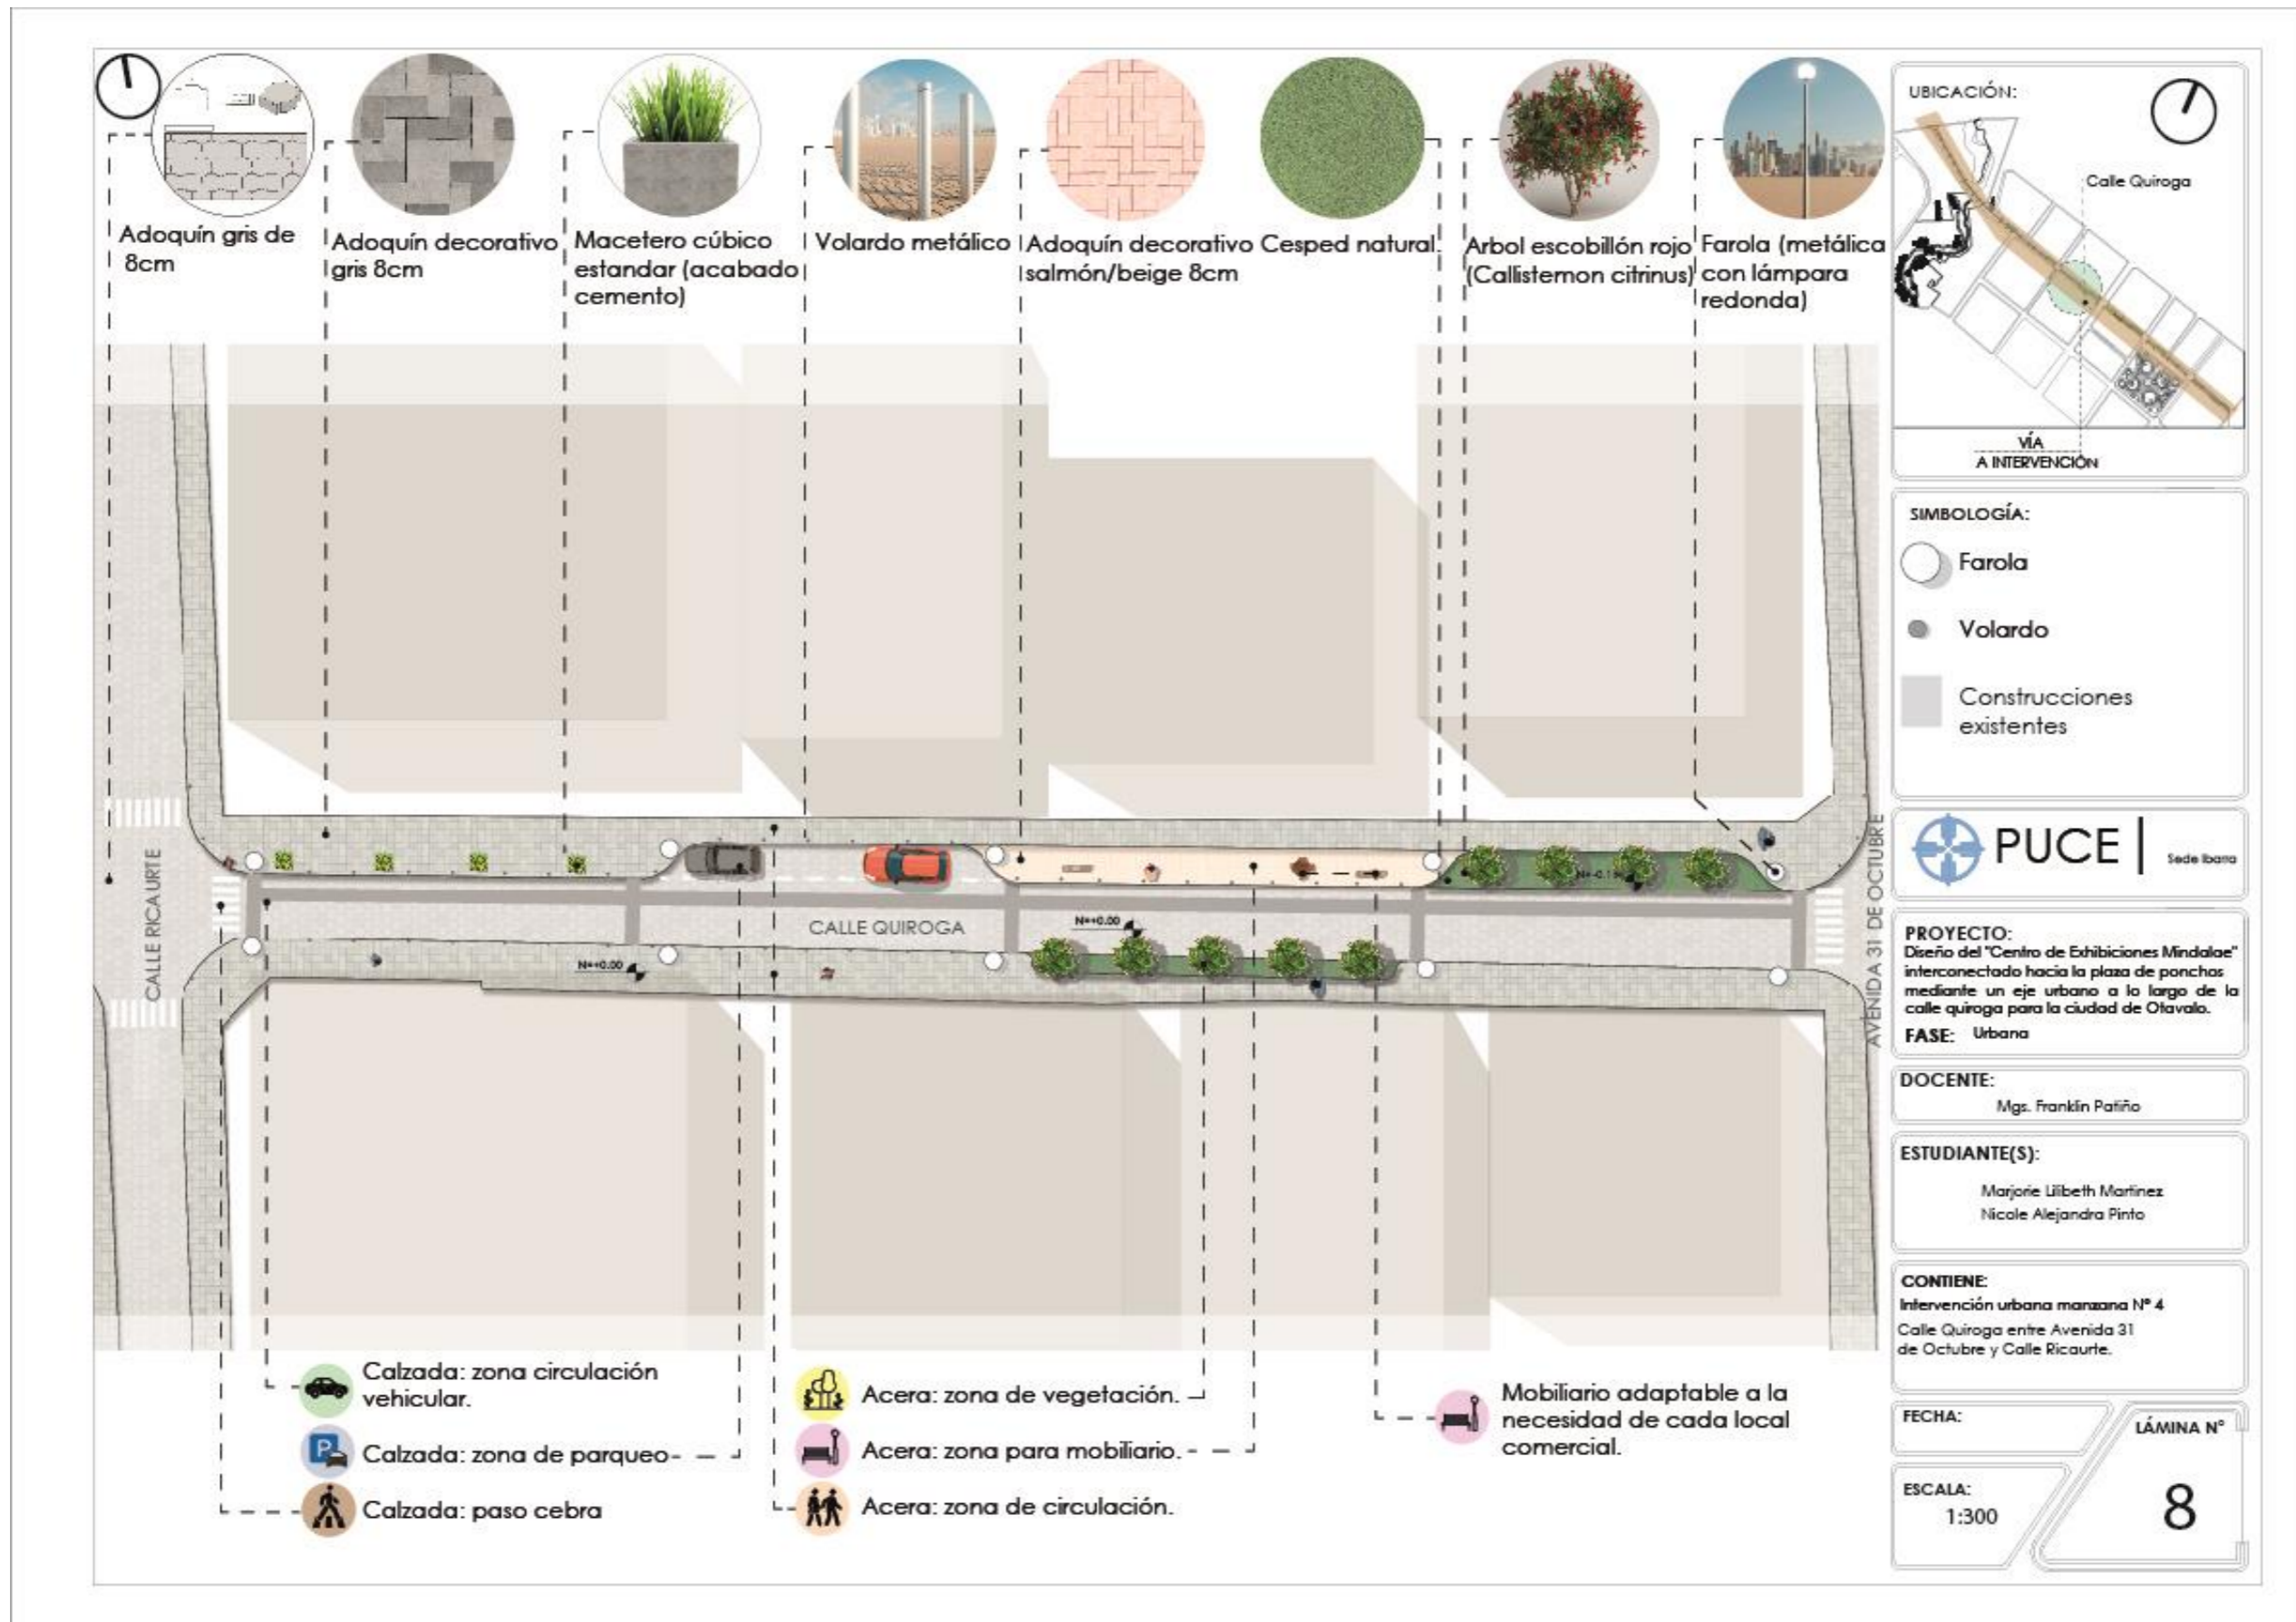 Adoquín gris de
8cm
Adoquín decorativo
gris 8cm
Macetero cúbico
estandar (acabado
cemento)
Volardo metálico
Adoquín decorativo
salmón/beige 8cm
Cesped natural
Arbol escobillón rojo
(Callistemon citrinus)
Farola (metálica
con lámpara
redonda)
CALLE RICAURTE
CALLE QUIROGA
N=+0.00
N=+0.00
AVENIDA 31 DE OCTUBRE
Calzada: zona circulación
vehicular.
Calzada: zona de parqueo
Calzada: paso cebra
Acera: zona de vegetación.
Acera: zona para mobiliario.
Acera: zona de circulación.
Mobiliario adaptable a la
necesidad de cada local
comercial.
UBICACIÓN:
Calle Quiroga
VÍA
A INTERVENCIÓN
SIMBOLOGÍA:
Farola
Volardo
Construcciones
existentes
PUCE
Sede Ibarra
PROYECTO:
Diseño del "Centro de Exhibiciones Mindalae"
interconectado hacia la plaza de ponchos
mediante un eje urbano a lo largo de la
calle quiroga para la ciudad de Otavalo.
FASE: Urbana
DOCENTE:
Mgs. Franklin Patiño
ESTUDIANTE(S):
Marjorie Lilibeth Martinez
Nicole Alejandra Pinto
CONTIENE:
Intervención urbana manzana N° 4
Calle Quiroga entre Avenida 31
de Octubre y Calle Ricaurte.
FECHA:
LÁMINA N°
ESCALA:
1:300
8